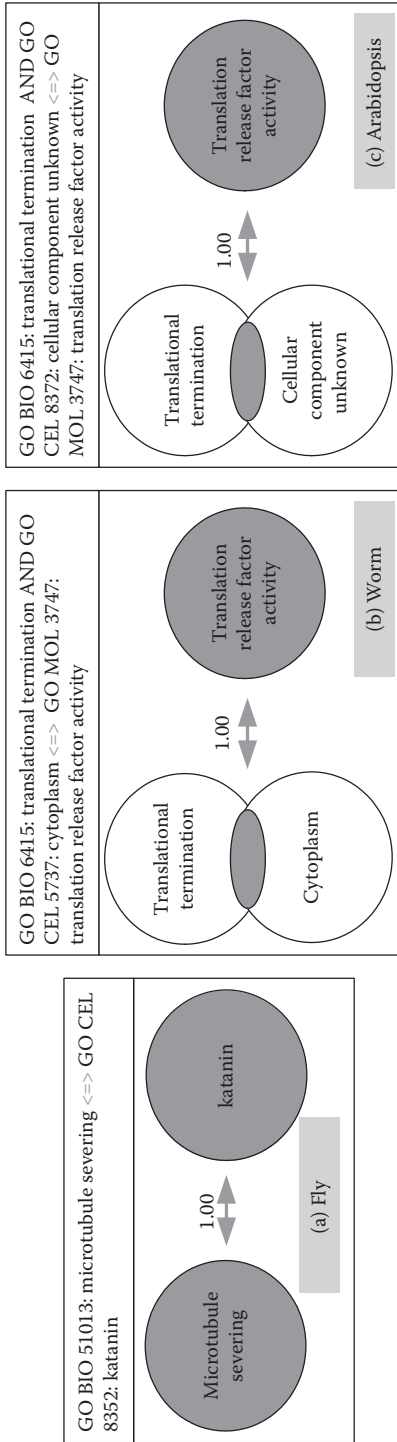 GO BIO 51013: microtubule severing <=> GO CEL
8352: katanin
Microtubule
severing
1.00
katanin
(a) Fly
GO BIO 6415: translational termination AND GO
CEL 5737: cytoplasm <=> GO MOL 3747:
translation release factor activity
Translational
termination
Cytoplasm
1.00
Translation
release factor
activity
(b) Worm
GO BIO 6415: translational termination AND GO
CEL 8372: cellular component unknown <=> GO
MOL 3747: translation release factor activity
Translational
termination
Cellular
component
unknown
1.00
Translation
release factor
activity
(c) Arabidopsis